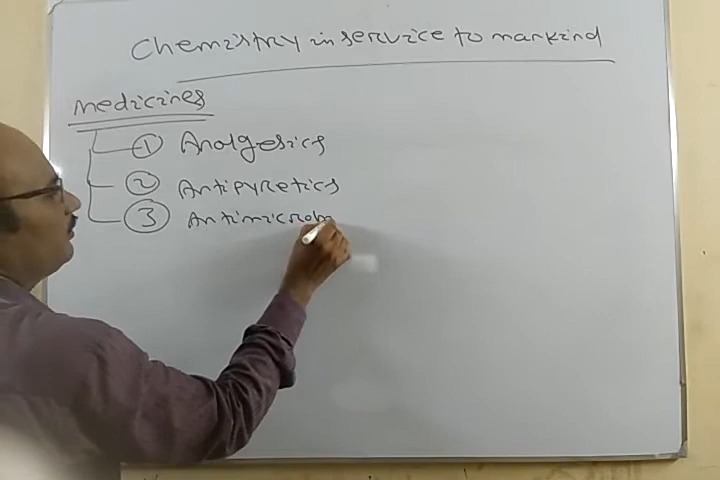 Chemistry in service to mankind
medicines
1 Analgesics
2 Antipyretics
3 Antimicrob